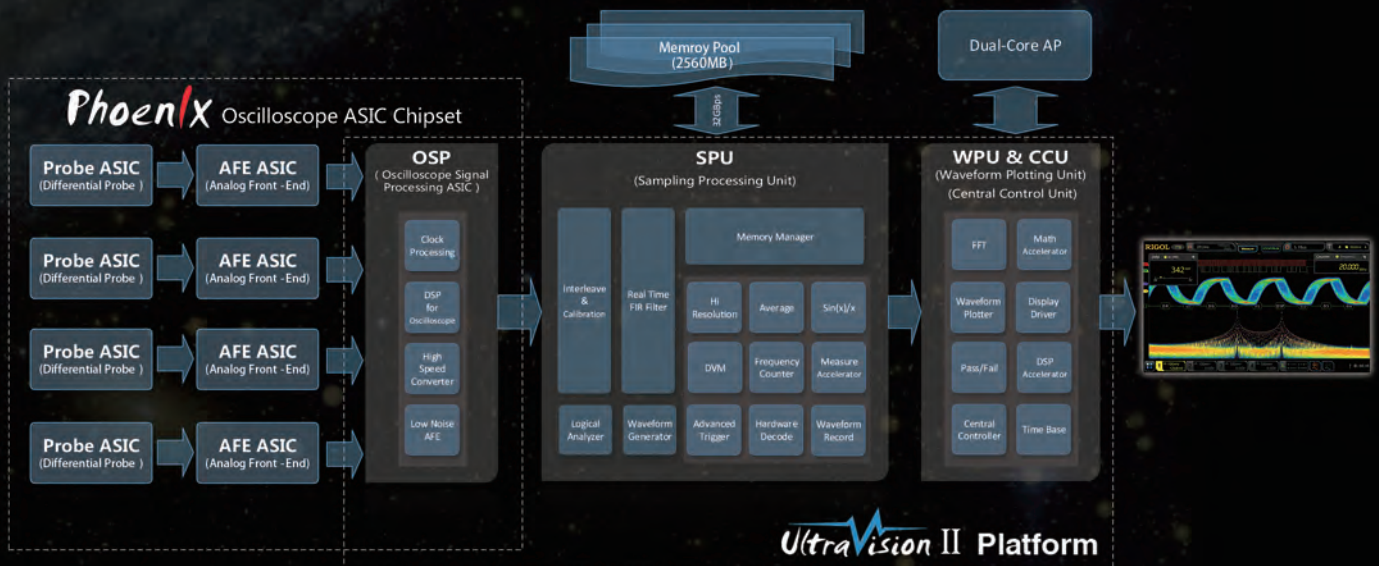 Memroy Pool
(2560MB)
Dual-Core AP
32GBps
Phoenix Oscilloscope ASIC Chipset
Probe ASIC
(Differential Probe )
AFE ASIC
(Analog Front -End)
Probe ASIC
(Differential Probe )
AFE ASIC
(Analog Front -End)
Probe ASIC
(Differential Probe )
AFE ASIC
(Analog Front -End)
Probe ASIC
(Differential Probe )
AFE ASIC
(Analog Front -End)
OSP
( Oscilloscope Signal
Processing ASIC )
Clock
Processing
DSP
for
Oscilloscope
High
Speed
Converter
Low Noise
AFE
SPU
(Sampling Processing Unit)
Interleave
&
Calibration
Real Time
FIR Filter
Memory Manager
Hi
Resolution
Average
Sin(x)/x
DVM
Frequency
Counter
Measure
Accelerator
Logical
Analyzer
Waveform
Generator
Advanced
Trigger
Hardware
Decode
Waveform
Record
WPU & CCU
(Waveform Plotting Unit)
(Central Control Unit)
FFT
Math
Accelerator
Waveform
Plotter
Display
Driver
Pass/Fail
DSP
Accelerator
Central
Controller
Time Base
RIGOL
342
20.000
UltraVision II Platform